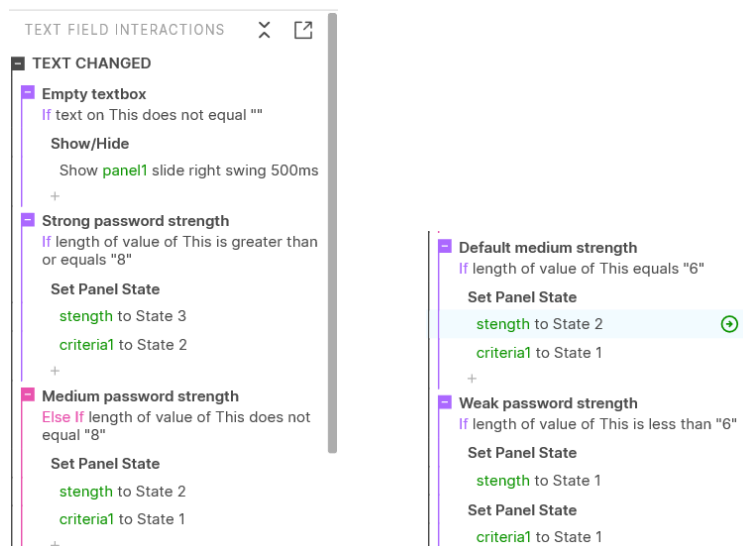 TEXT FIELD INTERACTIONS
TEXT CHANGED
Empty textbox
If text on This does not equal ""
Show/Hide
Show panel1 slide right swing 500ms
+
Strong password strength
If length of value of This is greater than
or equals "8"
Set Panel State
stength to State 3
criteria1 to State 2
+
Medium password strength
Else If length of value of This does not
equal "8"
Set Panel State
stength to State 2
criteria1 to State 1
Default medium strength
If length of value of This equals "6"
Set Panel State
stength to State 2
criteria1 to State 1
+
Weak password strength
If length of value of This is less than "6"
Set Panel State
stength to State 1
Set Panel State
criteria1 to State 1